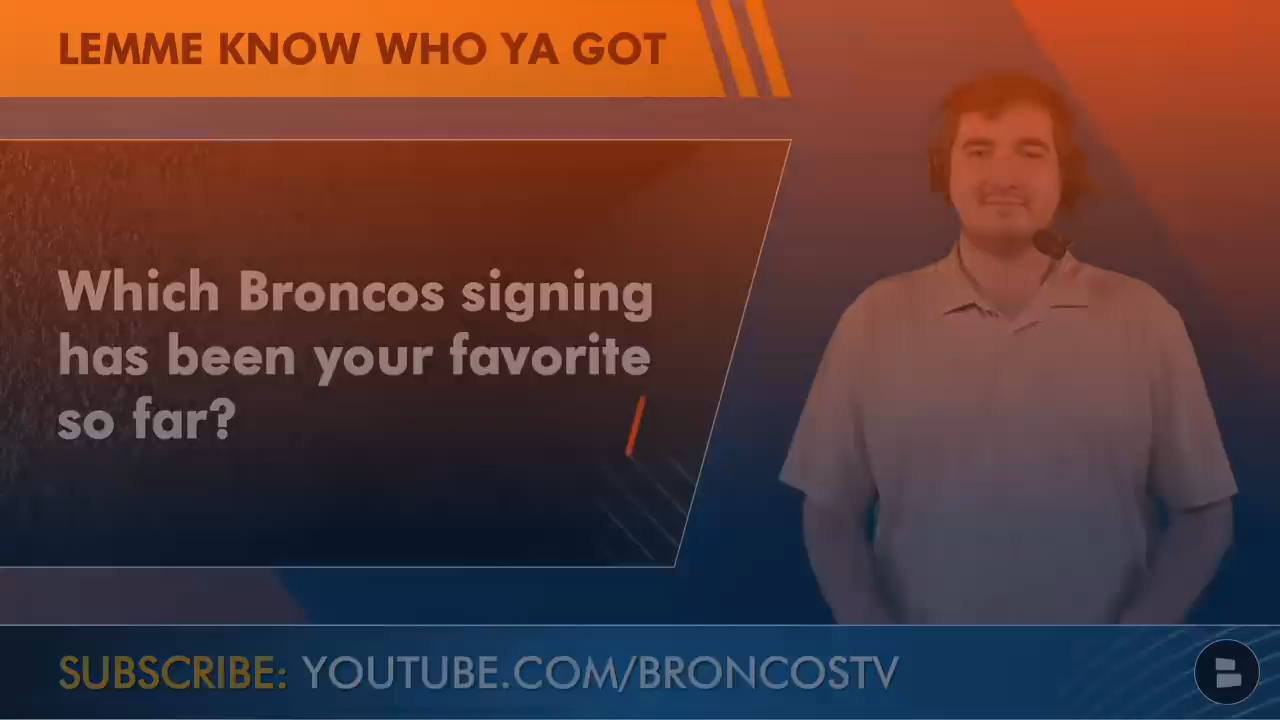 LEMME KNOW WHO YA GOT
Which Broncos signing
has been your favorite
so far?
SUBSCRIBE: YOUTUBE.COM/BRONCOSTV